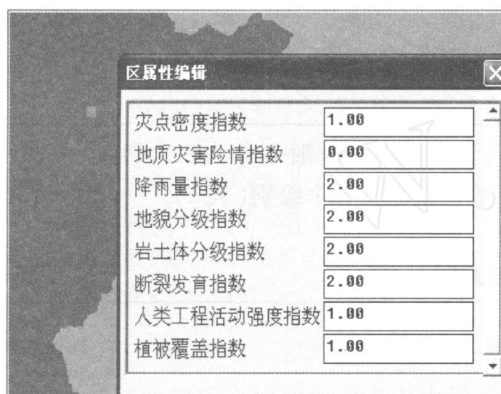 区属性编辑
灾点密度指数 1.00
地质灾害险情指数 0.00
降雨量指数 2.00
地貌分级指数 2.00
岩土体分级指数 2.00
断裂发育指数 2.00
人类工程活动强度指数 1.00
植被覆盖指数 1.00